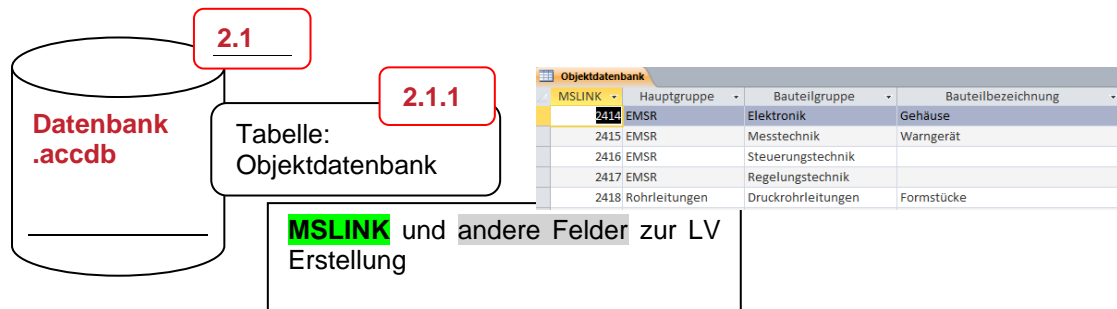 2.1
Datenbank
.accdb
2.1.1
Tabelle:
Objektdatenbank
MSLINK und andere Felder zur LV
Erstellung
Objektdatenbank
MSLINK Hauptgruppe Bauteilgruppe Bauteilbezeichnung
2414 EMSR Elektronik Gehäuse
2415 EMSR Messtechnik Warngerät
2416 EMSR Steuerungstechnik
2417 EMSR Regelungstechnik
2418 Rohrleitungen Druckrohrleitungen Formstücke